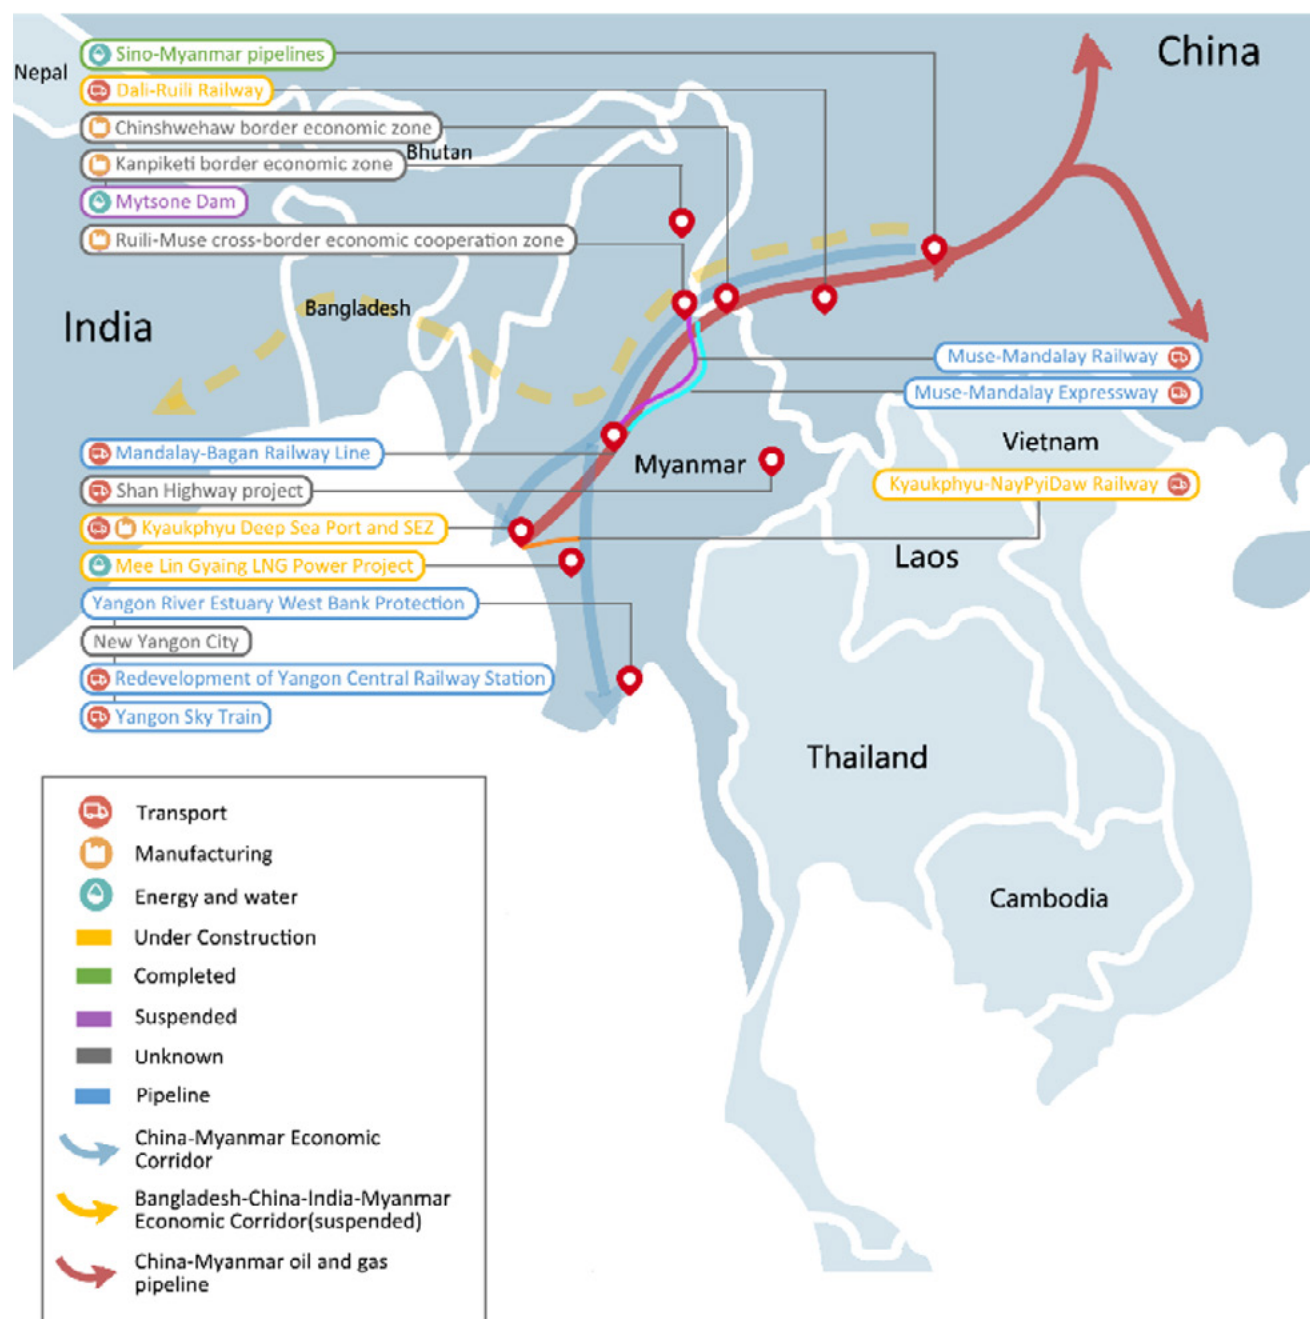 China
Nepal
Sino-Myanmar pipelines
Dali-Ruili Railway
Chinshwehaw border economic zone
Bhutan
Kanpiketi border economic zone
Mytsone Dam
Ruili-Muse cross-border economic cooperation zone
Bangladesh
India
Muse-Mandalay Railway
Muse-Mandalay Expressway
Vietnam
Mandalay-Bagan Railway Line
Myanmar
Shan Highway project
Kyaukphyu-NayPyiDaw Railway
Kyaukphyu Deep Sea Port and SEZ
Laos
Mee Lin Gyaing LNG Power Project
Yangon River Estuary West Bank Protection
New Yangon City
Redevelopment of Yangon Central Railway Station
Yangon Sky Train
Thailand
Cambodia
Transport
Manufacturing
Energy and water
Under Construction
Completed
Suspended
Unknown
Pipeline
China-Myanmar Economic
Corridor
Bangladesh-China-India-Myanmar
Economic Corridor(suspended)
China-Myanmar oil and gas
pipeline